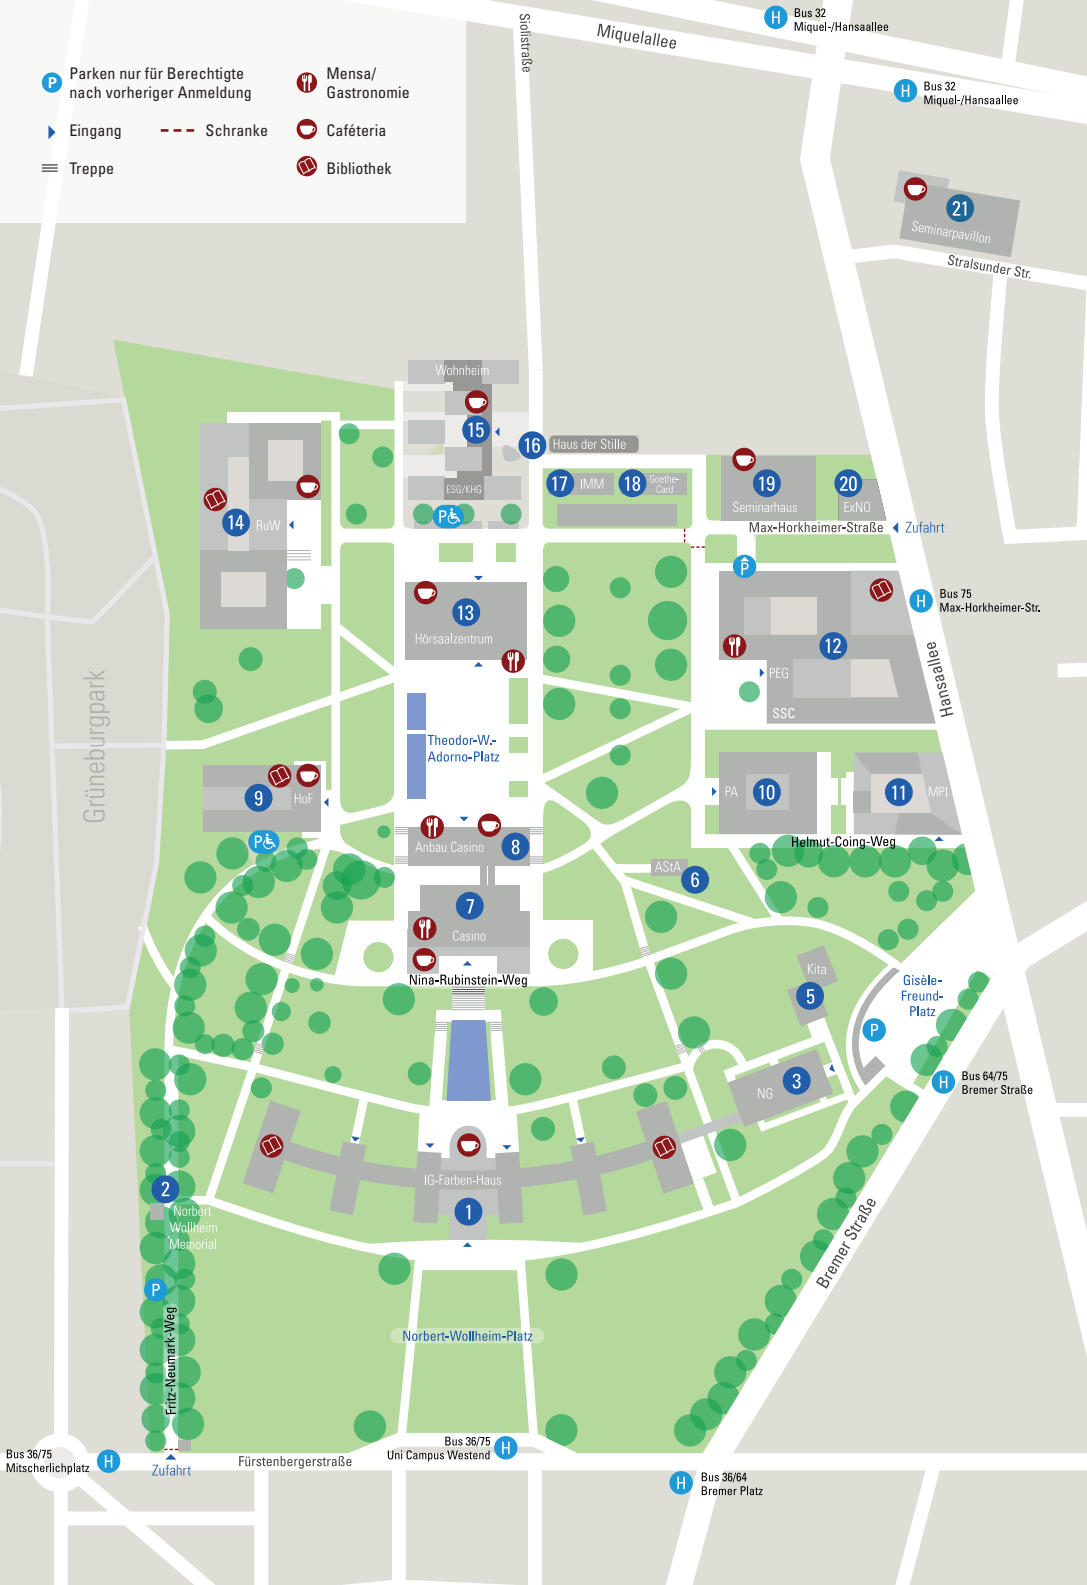 Bus 32
Miquel-/Hansaallee
Siolistraße
Miquelallee
P
Parken nur für Berechtigte
nach vorheriger Anmeldung
Mensa/
Gastronomie
Eingang
Schranke
Caféteria
Treppe
Bibliothek
H
H
Bus 32
Miquel-/Hansaallee
21
Seminarpavillon
Stralsunder Str.
Wohnheim
15
16
Haus der Stille
ESG/KHG
P
17
IMM
18
Goethe-
Card
19
Seminarhaus
20
ExNO
14
RuW
Max-Horkheimer-Straße
Zufahrt
P
13
Hörsaalzentrum
H
Bus 75
Max-Horkheimer-Str.
12
PEG
SSC
Hansaallee
Grüneburgpark
Theodor-W.-
Adorno-Platz
9
HoF
P
10
PA
11
MPI
Helmut-Coing-Weg
Anbau Casino
8
AStA
6
7
Casino
Nina-Rubinstein-Weg
Kita
5
Gisèle-
Freund-
Platz
P
3
NG
H
Bus 64/75
Bremer Straße
IG-Farben-Haus
1
2
Norbert
Wollheim
Memorial
P
Fritz-Neumark-Weg
Bremer Straße
Norbert-Wollheim-Platz
Bus 36/75
Mitscherlichplatz
H
Zufahrt
Fürstenbergerstraße
Bus 36/75
Uni Campus Westend
H
H
Bus 36/64
Bremer Platz